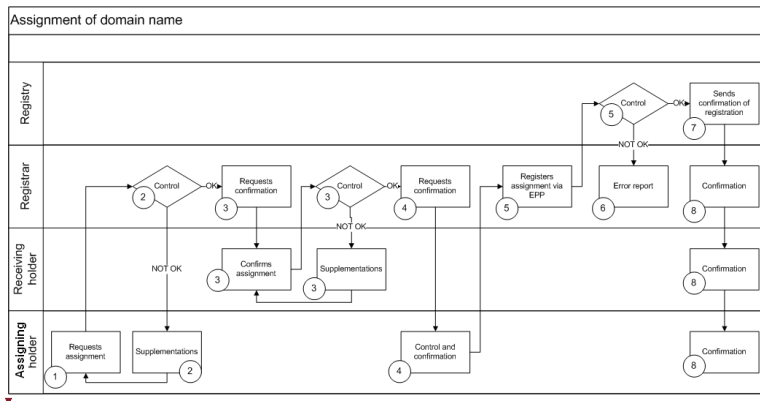 Assignment of domain name
Registry
Control
5
OK
Sends
confirmation of
registration
7
NOT OK
Registrar
Control
2
OK
Requests
confirmation
3
Control
3
OK
Requests
confirmation
4
Registers
assignment via
EPP
5
Error report
6
Confirmation
8
NOT OK
Receiving
holder
NOT OK
Confirms
assignment
3
Supplementations
3
Confirmation
8
Assigning
holder
Requests
assignment
1
Supplementations
2
Control and
confirmation
4
Confirmation
8